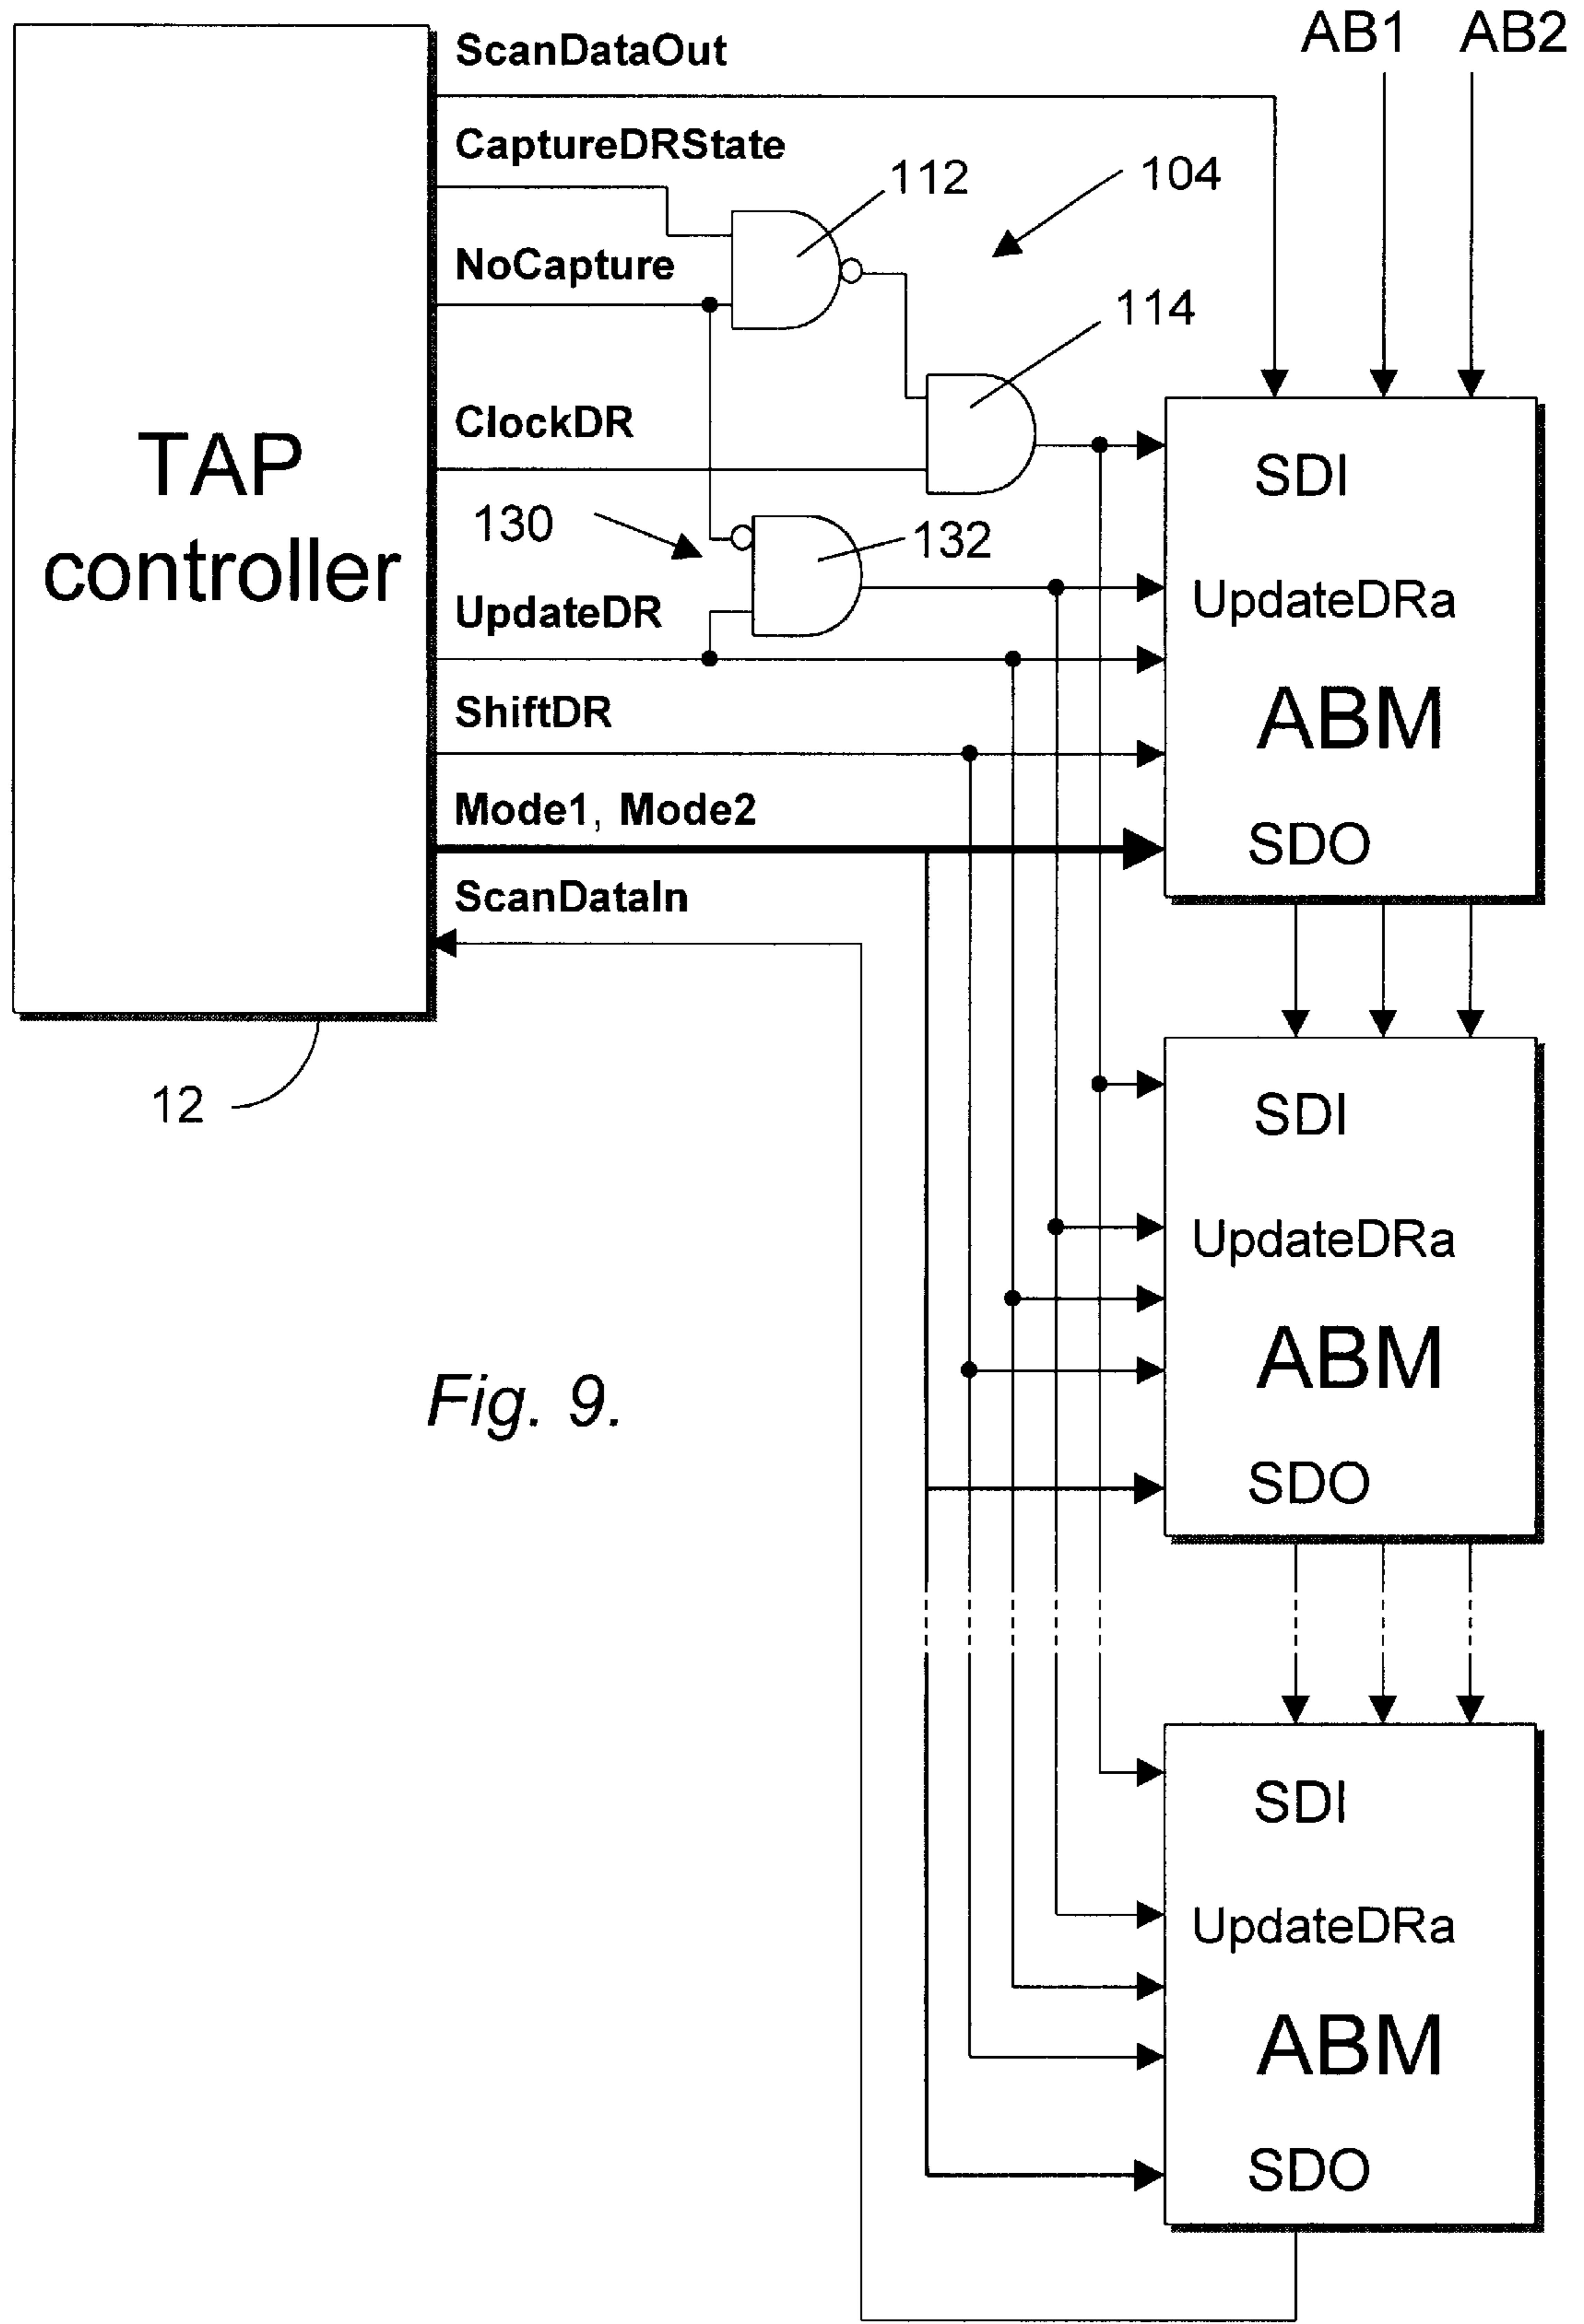 ScanDataOut
AB1 AB2
CaptureDRState
112
104
NoCapture
114
TAP
controller
ClockDR
SDI
130
132
UpdateDR
UpdateDRa
ShiftDR
ABM
Mode1, Mode2
SDO
ScanDataIn
12
SDI
UpdateDRa
ABM
Fig. 9.
SDO
SDI
UpdateDRa
ABM
SDO